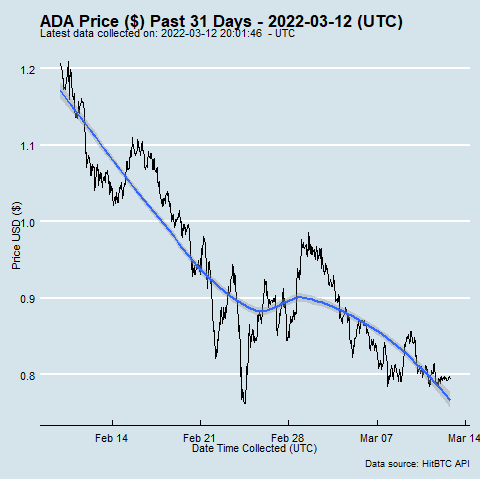 ADA Price ($) Past 31 Days - 2022-03-12 (UTC)
Latest data collected on: 2022-03-12 20:01:46 - UTC
1.2
1.1
1.0
0.9
0.8
Price USD ($)
Feb 14 Feb 21 Feb 28 Mar 07 Mar 14
Date Time Collected (UTC)
Data source: HitBTC API